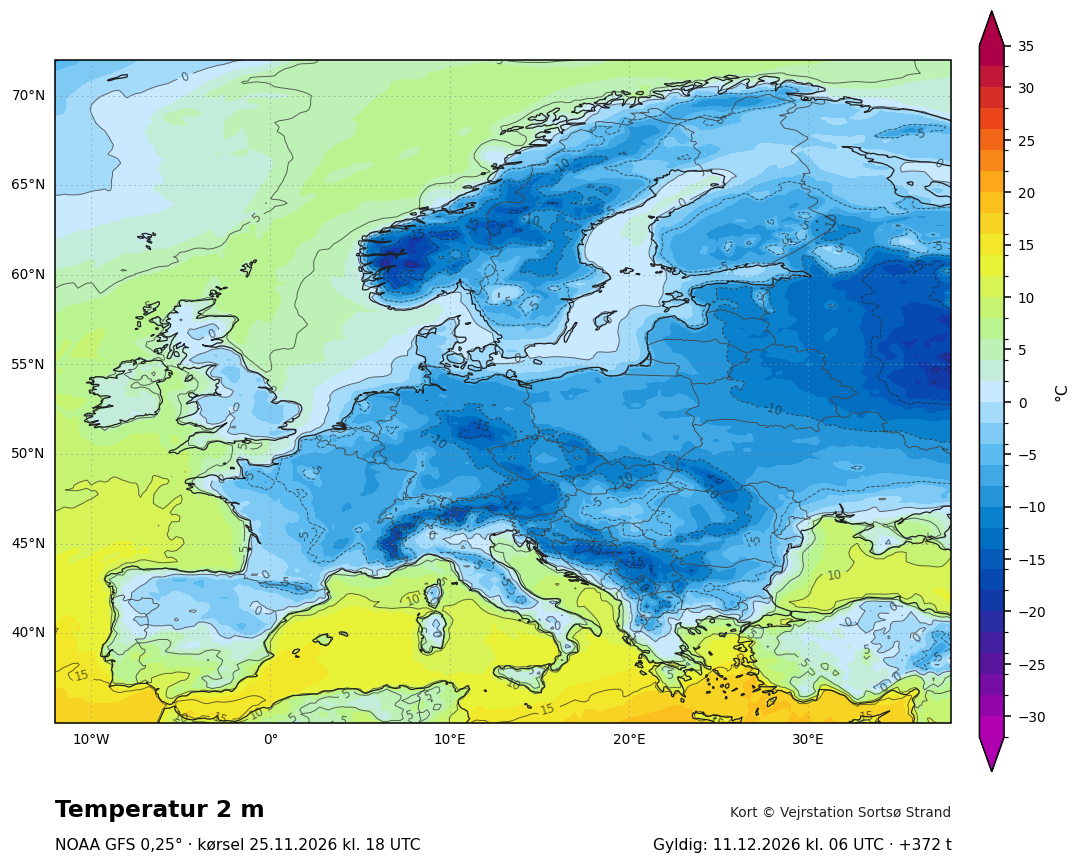 70°N
65°N
60°N
55°N
50°N
45°N
40°N
10°W
0°
10°E
20°E
30°E
35
30
25
20
15
10
5
0
−5
−10
−15
−20
−25
−30
°C
Temperatur 2 m
Kort © Vejrstation Sortsø Strand
NOAA GFS 0,25° · kørsel 25.11.2026 kl. 18 UTC
Gyldig: 11.12.2026 kl. 06 UTC · +372 t